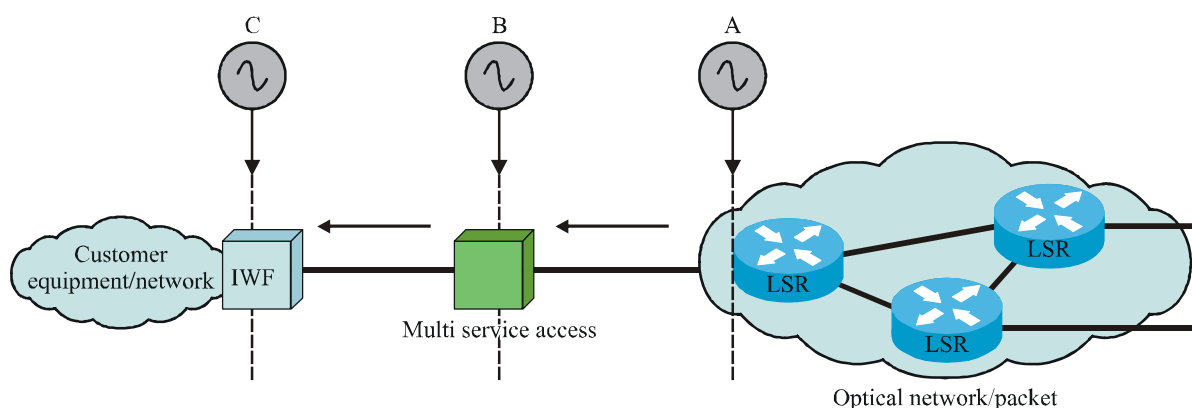 C
B
A
Customer
equipment/network
IWF
LSR
LSR
LSR
Multi service access
Optical network/packet